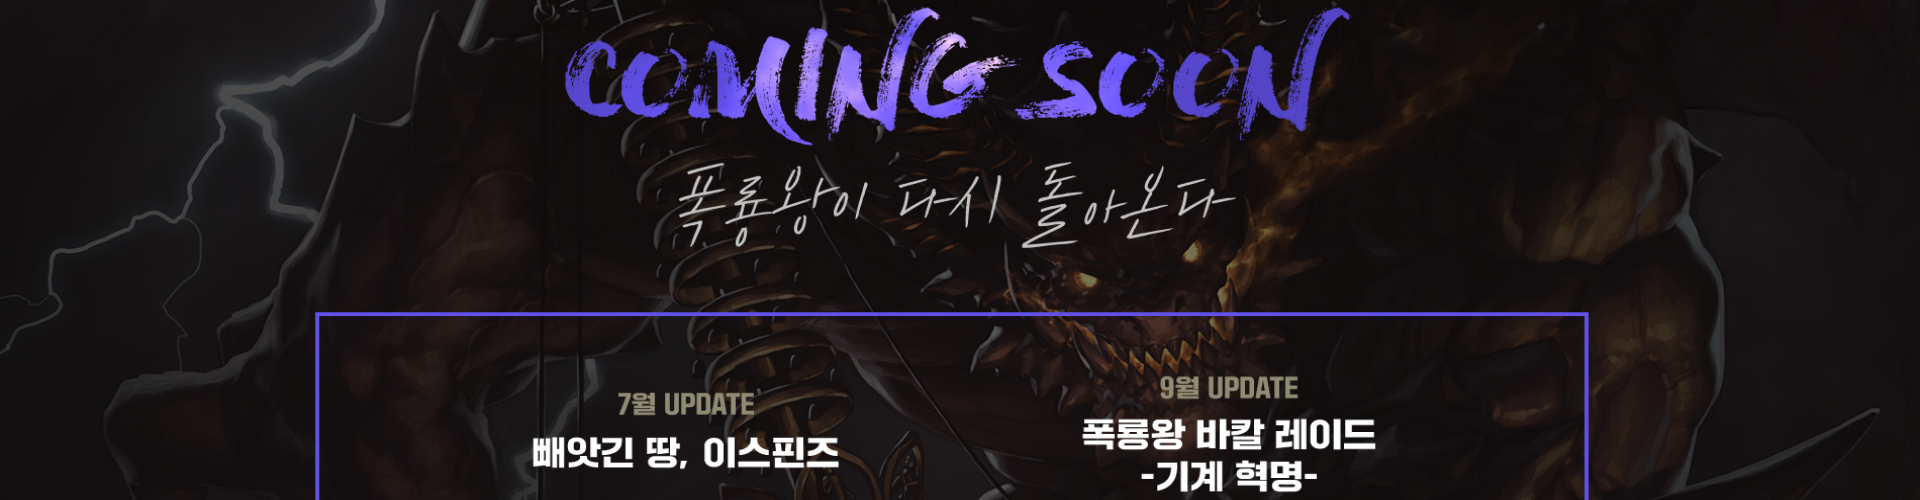 COMING SOON
폭룡왕이 다시 돌아온다
7월 UPDATE
빼앗긴 땅, 이스핀즈
9월 UPDATE
폭룡왕 바칼 레이드
-기계 혁명-